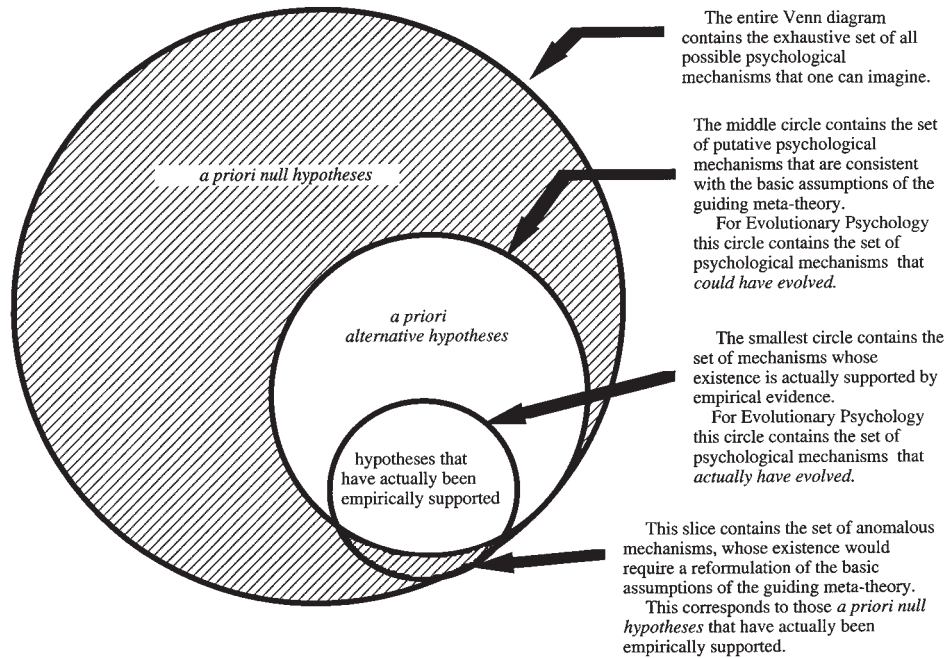 The entire Venn diagram
contains the exhaustive set of all
possible psychological
mechanisms that one can imagine.
The middle circle contains the set
of putative psychological
mechanisms that are consistent
with the basic assumptions of the
guiding meta-theory.
For Evolutionary Psychology
this circle contains the set of
psychological mechanisms that
could have evolved.
a priori null hypotheses
a priori
alternative hypotheses
The smallest circle contains the
set of mechanisms whose
existence is actually supported by
empirical evidence.
For Evolutionary Psychology
this circle contains the set of
psychological mechanisms that
actually have evolved.
hypotheses that
have actually been
empirically supported
This slice contains the set of anomalous
mechanisms, whose existence would
require a reformulation of the basic
assumptions of the guiding meta-theory.
This corresponds to those a priori null
hypotheses that have actually been
empirically supported.